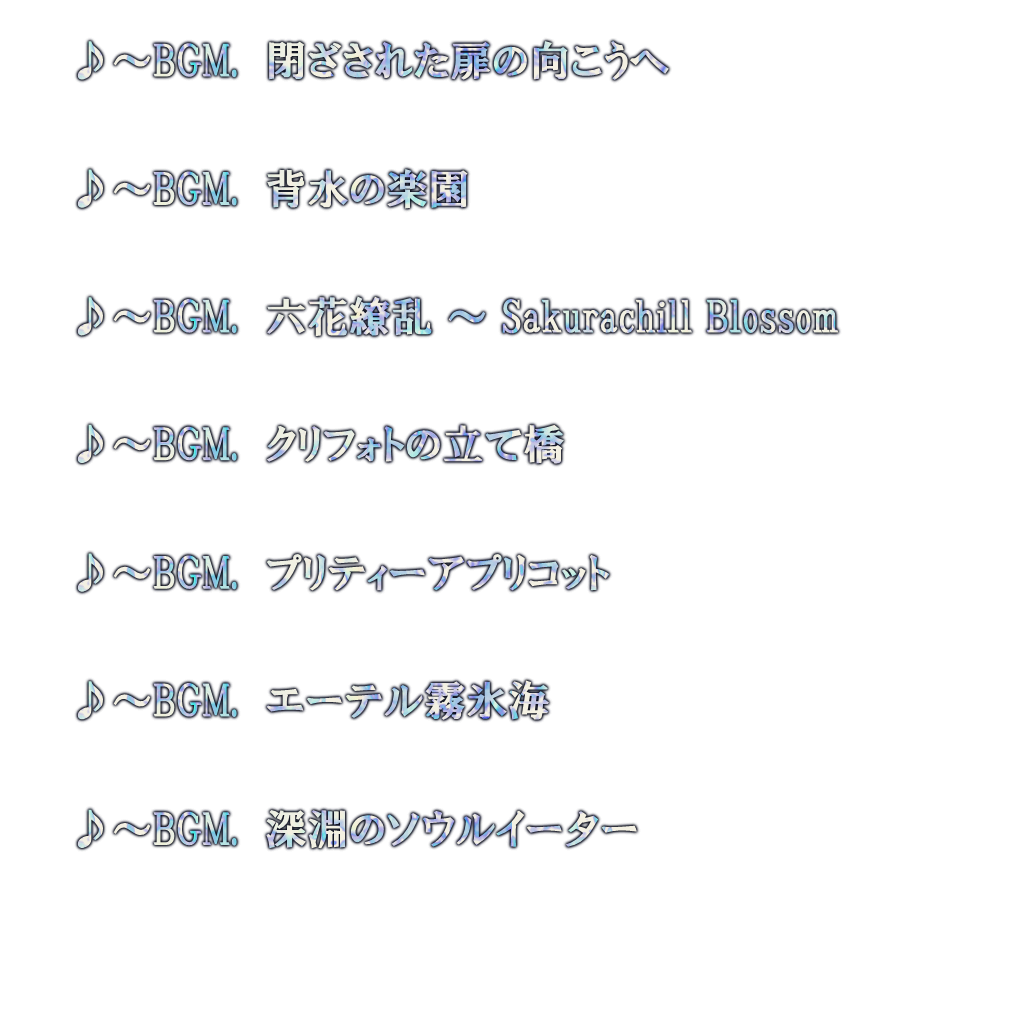 ♪～BGM. 閉ざされた扉の向こうへ
♪～BGM. 背水の楽園
♪～BGM. 六花繚乱 ～ Sakurachill Blossom
♪～BGM. クリフォトの立て橋
♪～BGM. プリティーアプリコット
♪～BGM. エーテル霧氷海
♪～BGM. 深淵のソウルイーター